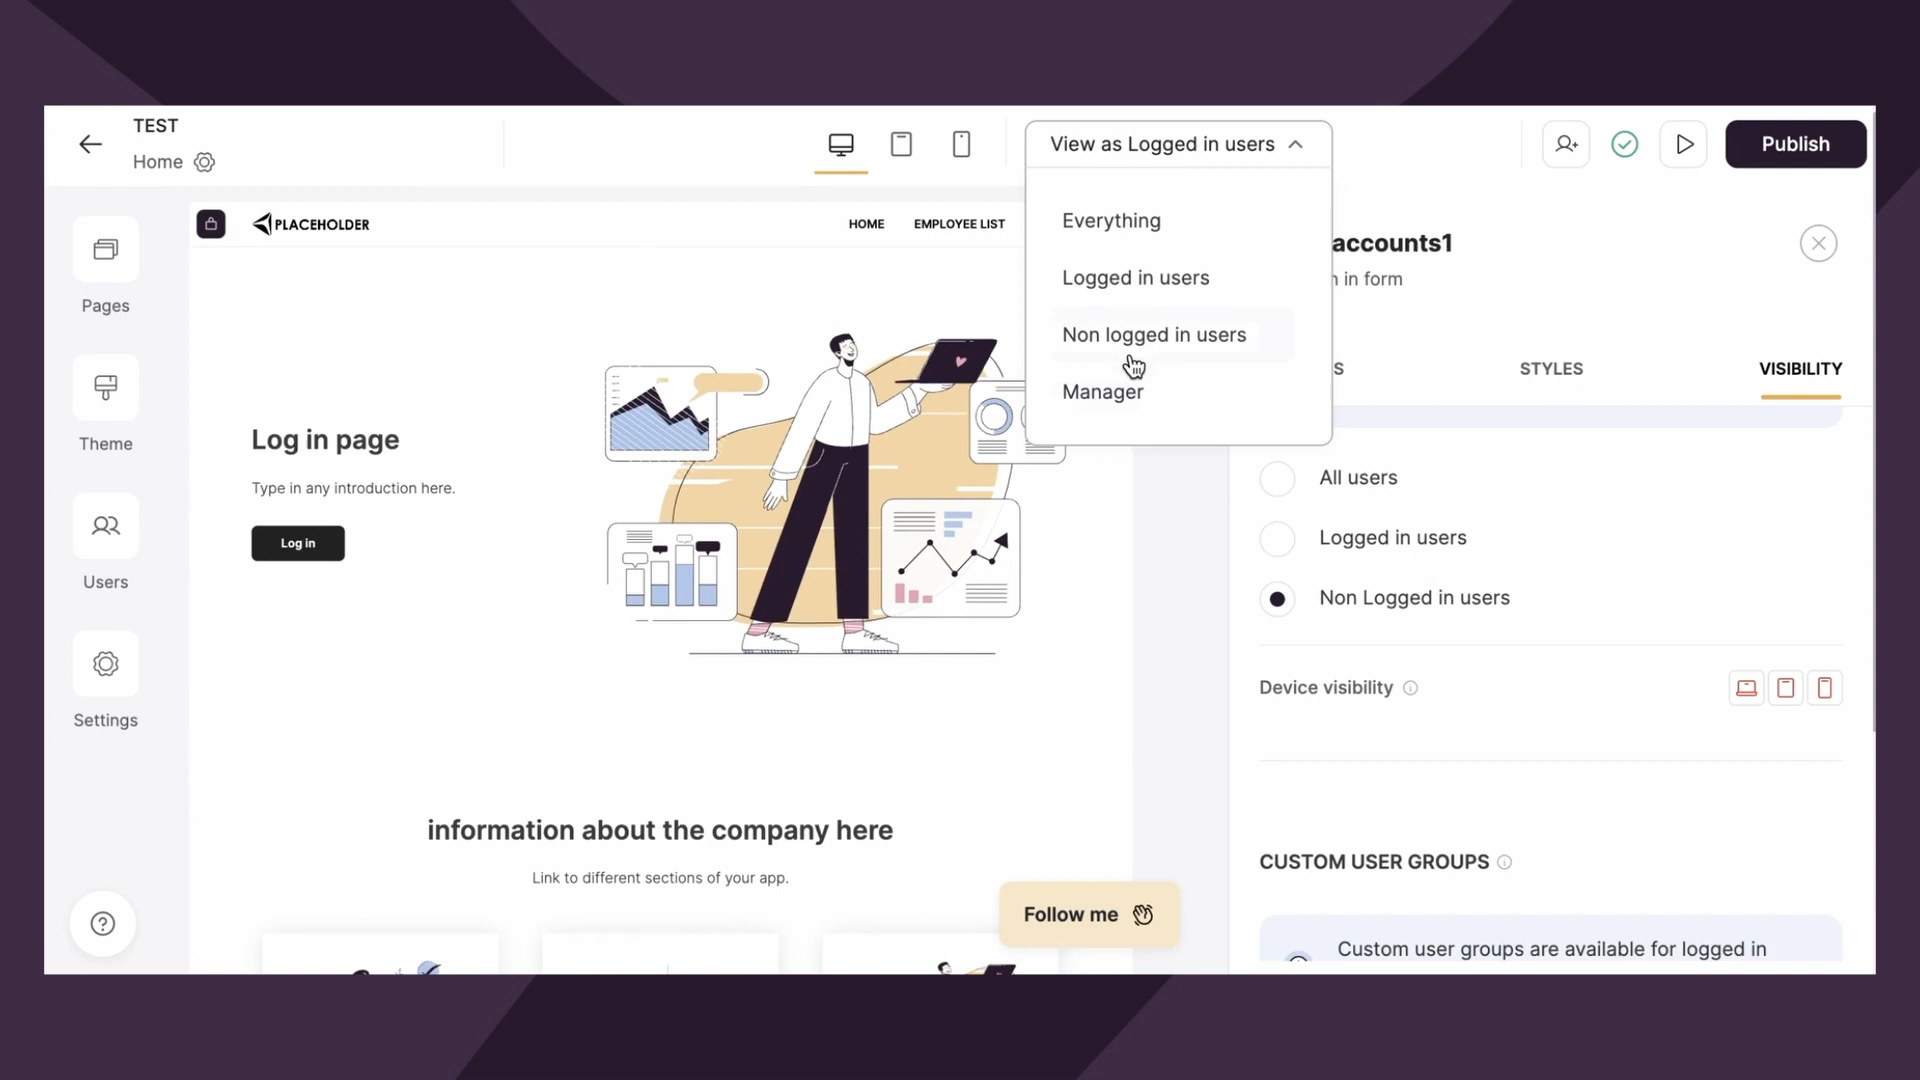 TEST
Home
View as Logged in users
Publish
PLACEHOLDER
HOME
EMPLOYEE LIST
Everything
Logged in users
Non logged in users
Manager
accounts1
in form
Pages
Theme
Users
Settings
Log in page
Type in any introduction here.
Log in
S
STYLES
VISIBILITY
All users
Logged in users
Non Logged in users
Device visibility
information about the company here
Link to different sections of your app.
Follow me
CUSTOM USER GROUPS
Custom user groups are available for logged in